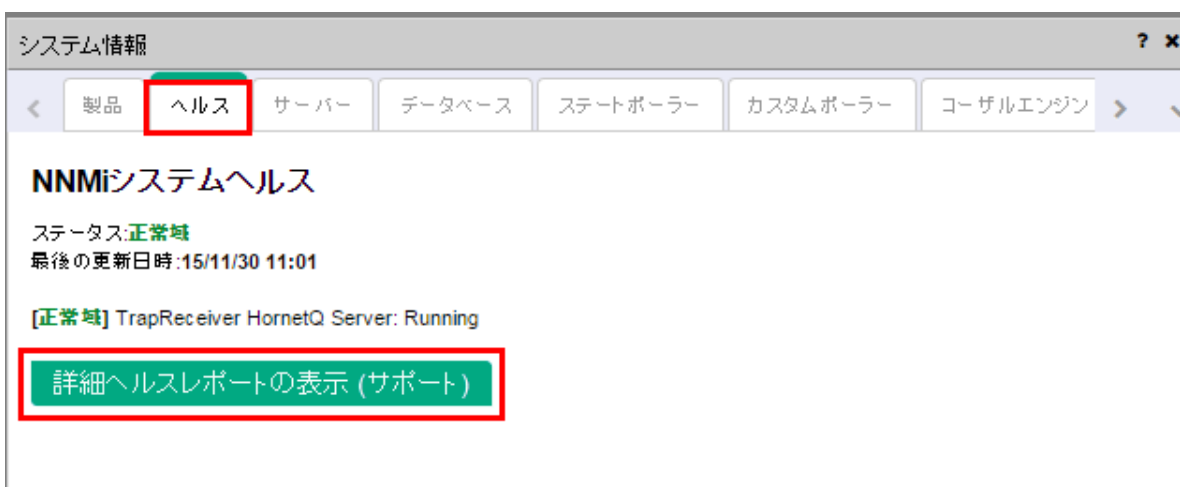 システム情報 ? ×
< 製品 ヘルス サーバー データベース ステートポーラー カスタムポーラー コーザルエンジン >
NNMiシステムヘルス
ステータス:正常域
最後の更新日時:15/11/30 11:01
[正常域] TrapReceiver HornetQ Server: Running
詳細ヘルスレポートの表示 (サポート)